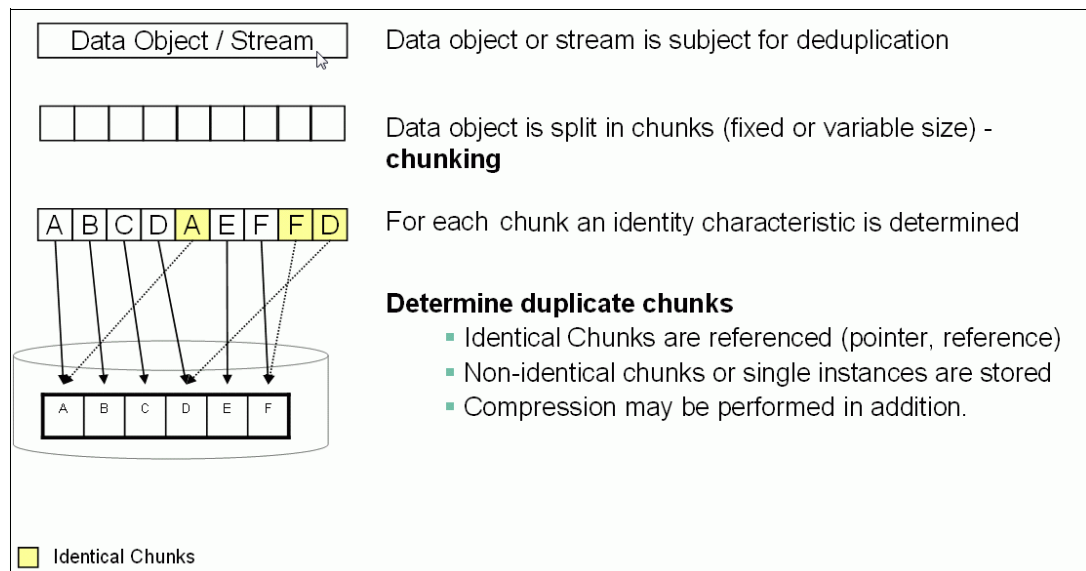 Data Object / Stream
Data object or stream is subject for deduplication
Data object is split in chunks (fixed or variable size) -
chunking
A B C D A E F F D
For each chunk an identity characteristic is determined
Determine duplicate chunks
▪ Identical Chunks are referenced (pointer, reference)
▪ Non-identical chunks or single instances are stored
▪ Compression may be performed in addition.
A B C D E F
Identical Chunks